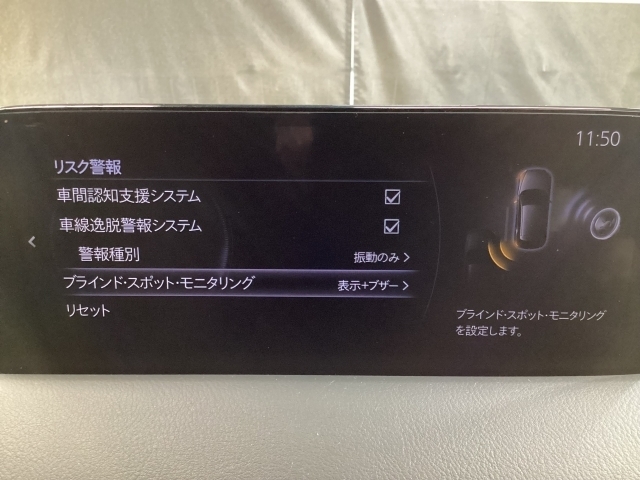 11:50
リスク警報
車間認知支援システム
車線逸脱警報システム
警報種別 振動のみ
ブラインド・スポット・モニタリング 表示+ブザー
リセット
ブラインド・スポット・モニタリング
を設定します。